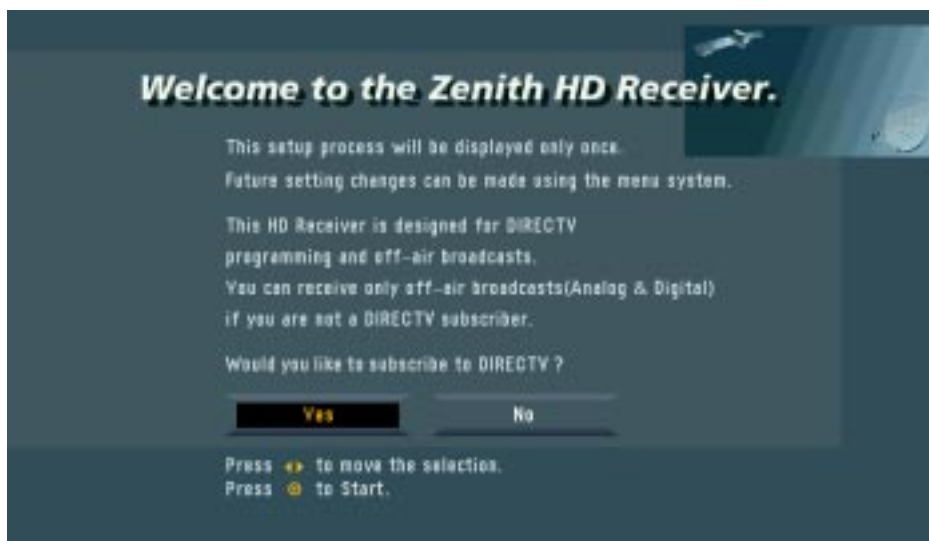 Welcome to the Zenith HD Receiver.
This setup process will be displayed only once.
Future setting changes can be made using the menu system.
This HD Receiver is designed for DIRECTV
programming and off-air broadcasts.
You can receive only off-air broadcasts(Analog & Digital)
if you are not a DIRECTV subscriber.
Would you like to subscribe to DIRECTV ?
Yes No
Press to move the selection.
Press to Start.